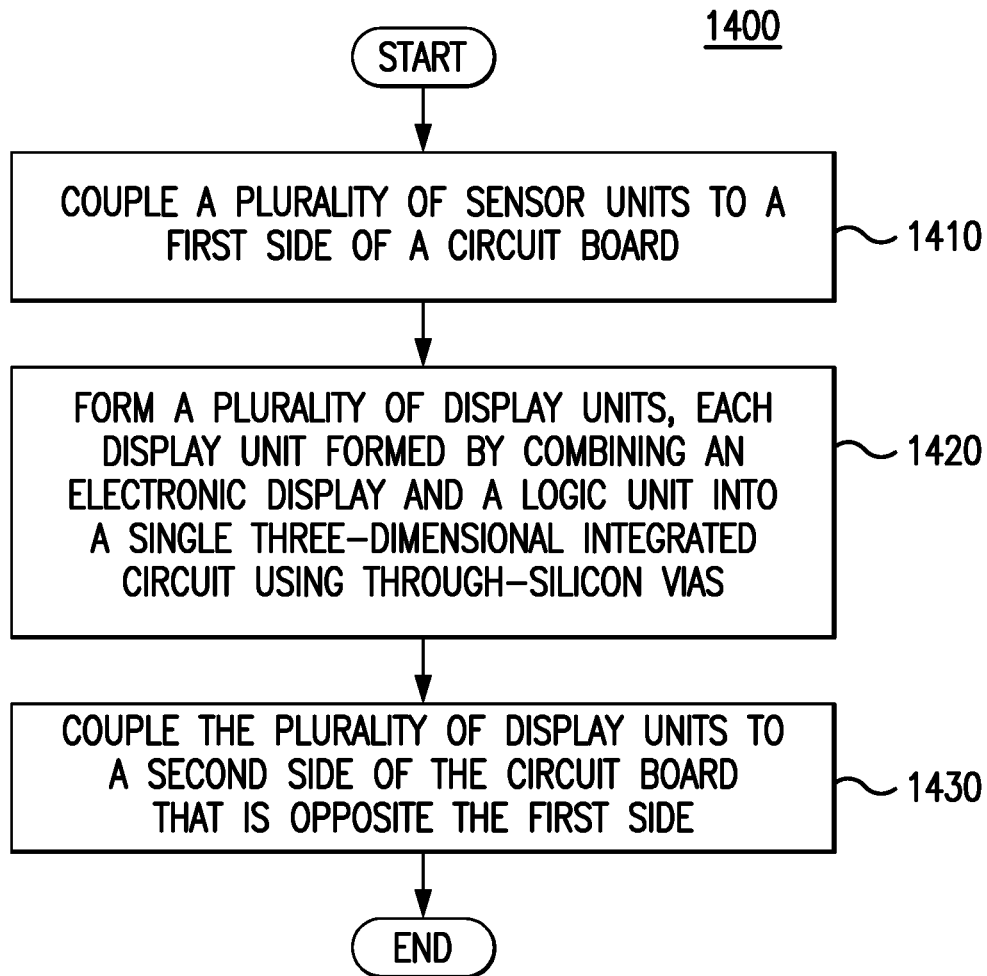 1400
START
COUPLE A PLURALITY OF SENSOR UNITS TO A
FIRST SIDE OF A CIRCUIT BOARD
1410
FORM A PLURALITY OF DISPLAY UNITS, EACH
DISPLAY UNIT FORMED BY COMBINING AN
ELECTRONIC DISPLAY AND A LOGIC UNIT INTO
A SINGLE THREE-DIMENSIONAL INTEGRATED
CIRCUIT USING THROUGH-SILICON VIAS
1420
COUPLE THE PLURALITY OF DISPLAY UNITS TO
A SECOND SIDE OF THE CIRCUIT BOARD
THAT IS OPPOSITE THE FIRST SIDE
1430
END